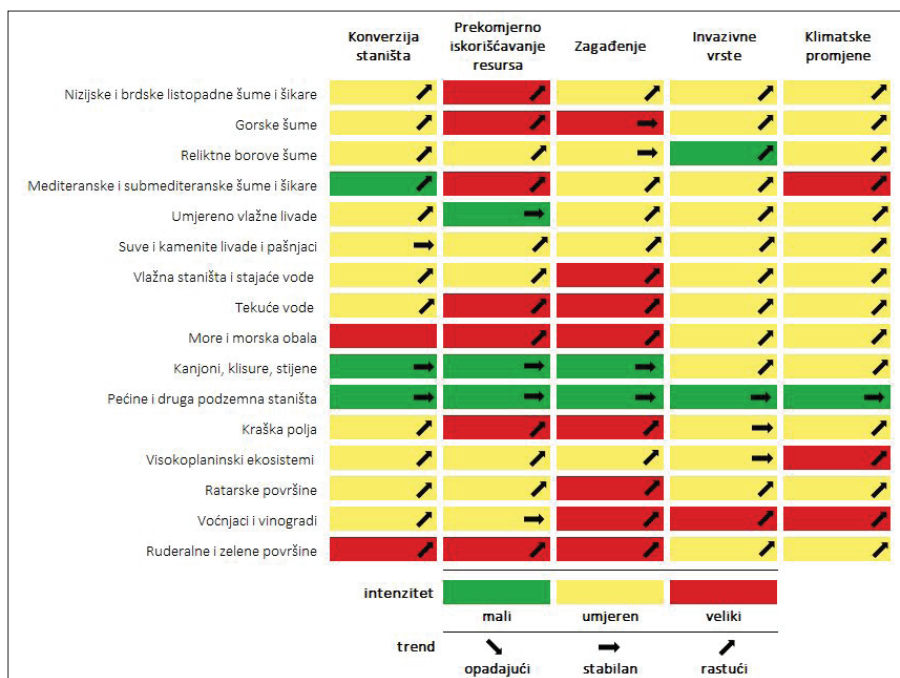 Konverzija
staništa
Prekomjerno
iskorišćavanje
resursa
Zagađenje
Invazivne
vrste
Klimatske
promjene
Nizijske i brdske listopadne šume i šikare
Gorske šume
Reliktne borove šume
Mediteranske i submediteranske šume i šikare
Umjereno vlažne livade
Suve i kamenite livade i pašnjaci
Vlažna staništa i stajaće vode
Tekuće vode
More i morska obala
Kanjoni, klisure, stijene
Pećine i druga podzemna staništa
Kraška polja
Visokoplaninski ekosistemi
Ratarske površine
Voćnjaci i vinogradi
Ruderalne i zelene površine
intenzitet
mali umjeren veliki
trend
opadajući stabilan rastući